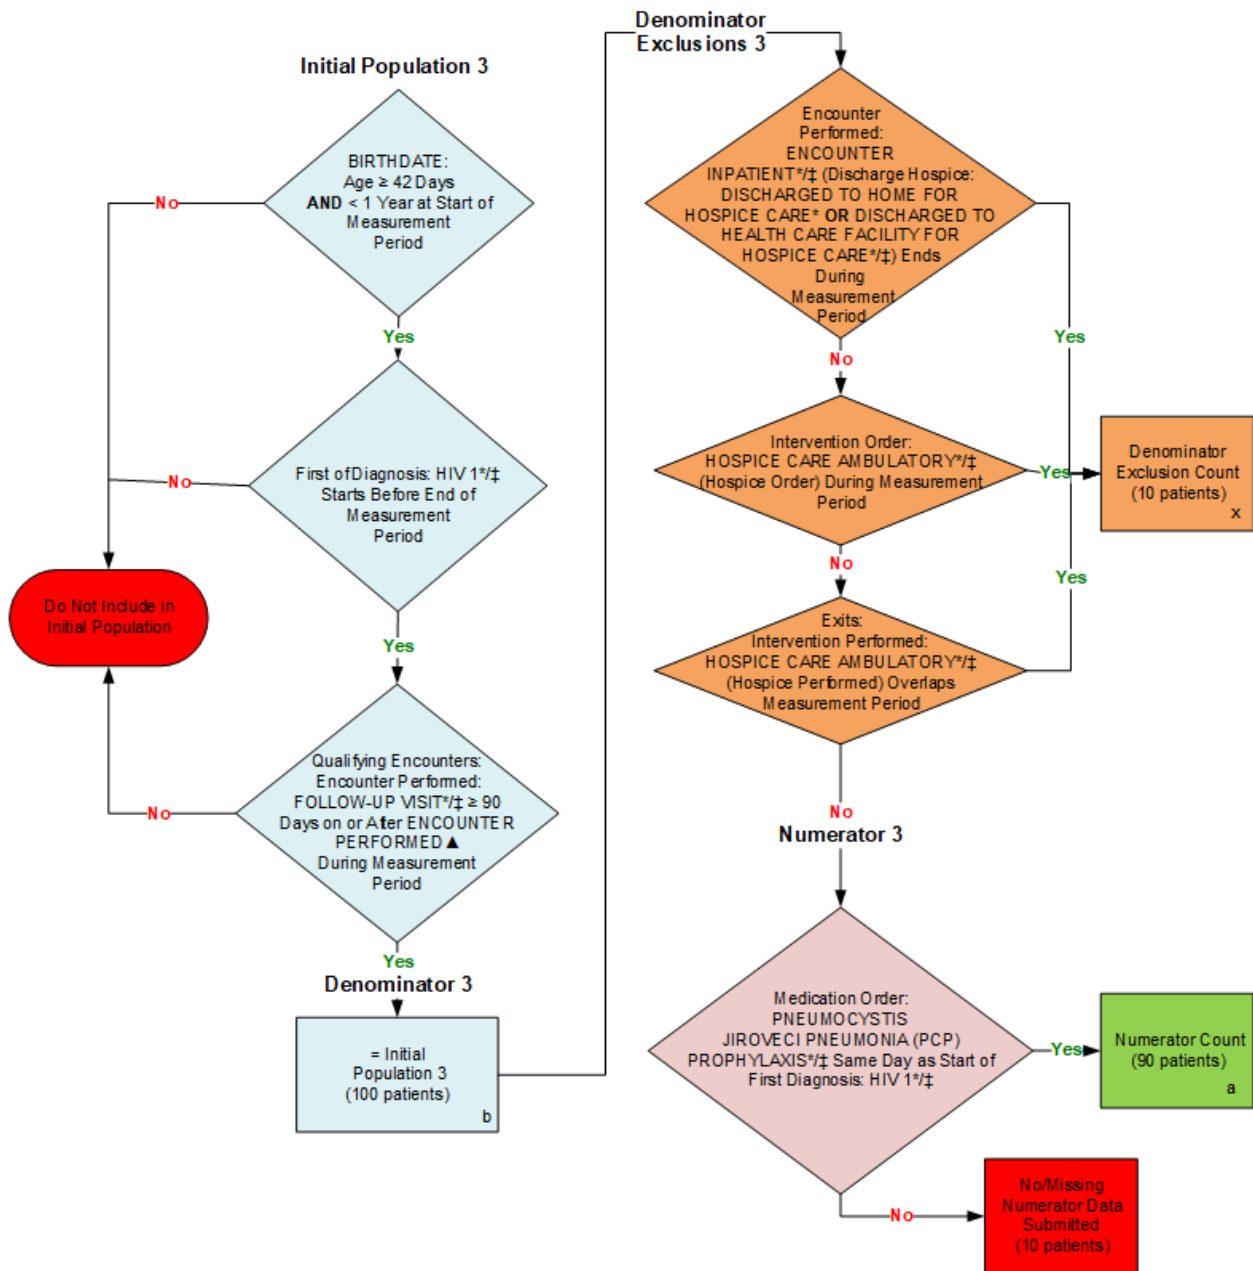 Initial Population 3
BIRTHDATE:
Age ≥ 42 Days
AND < 1 Year at Start of
Measurement
Period
No
Yes
First of Diagnosis: HIV 1*/‡
Starts Before End of
Measurement
Period
No
Yes
Do Not Include in
Initial Population
Qualifying Encounters:
Encounter Performed:
FOLLOW-UP VISIT*/‡ ≥ 90
Days on or After ENCOUNTER
PERFORMED▲
During Measurement
Period
No
Yes
Denominator 3
= Initial
Population 3
(100 patients)
b
Denominator
Exclusions 3
Encounter
Performed:
ENCOUNTER
INPATIENT*/‡ (Discharge Hospice:
DISCHARGED TO HOME FOR
HOSPICE CARE* OR DISCHARGED TO
HEALTH CARE FACILITY FOR
HOSPICE CARE*/‡) Ends
During
Measurement
Period
Yes
No
Intervention Order:
HOSPICE CARE AMBULATORY*/‡
(Hospice Order) During Measurement
Period
Yes
Denominator
Exclusion Count
(10 patients)
x
No
Yes
Exits:
Intervention Performed:
HOSPICE CARE AMBULATORY*/‡
(Hospice Performed) Overlaps
Measurement Period
No
Numerator 3
Medication Order:
PNEUMOCYSTIS
JIROVECI PNEUMONIA (PCP)
PROPHYLAXIS*/‡ Same Day as Start of
First Diagnosis: HIV 1*/‡
Yes
Numerator Count
(90 patients)
a
No
No/Missing
Numerator Data
Submitted
(10 patients)